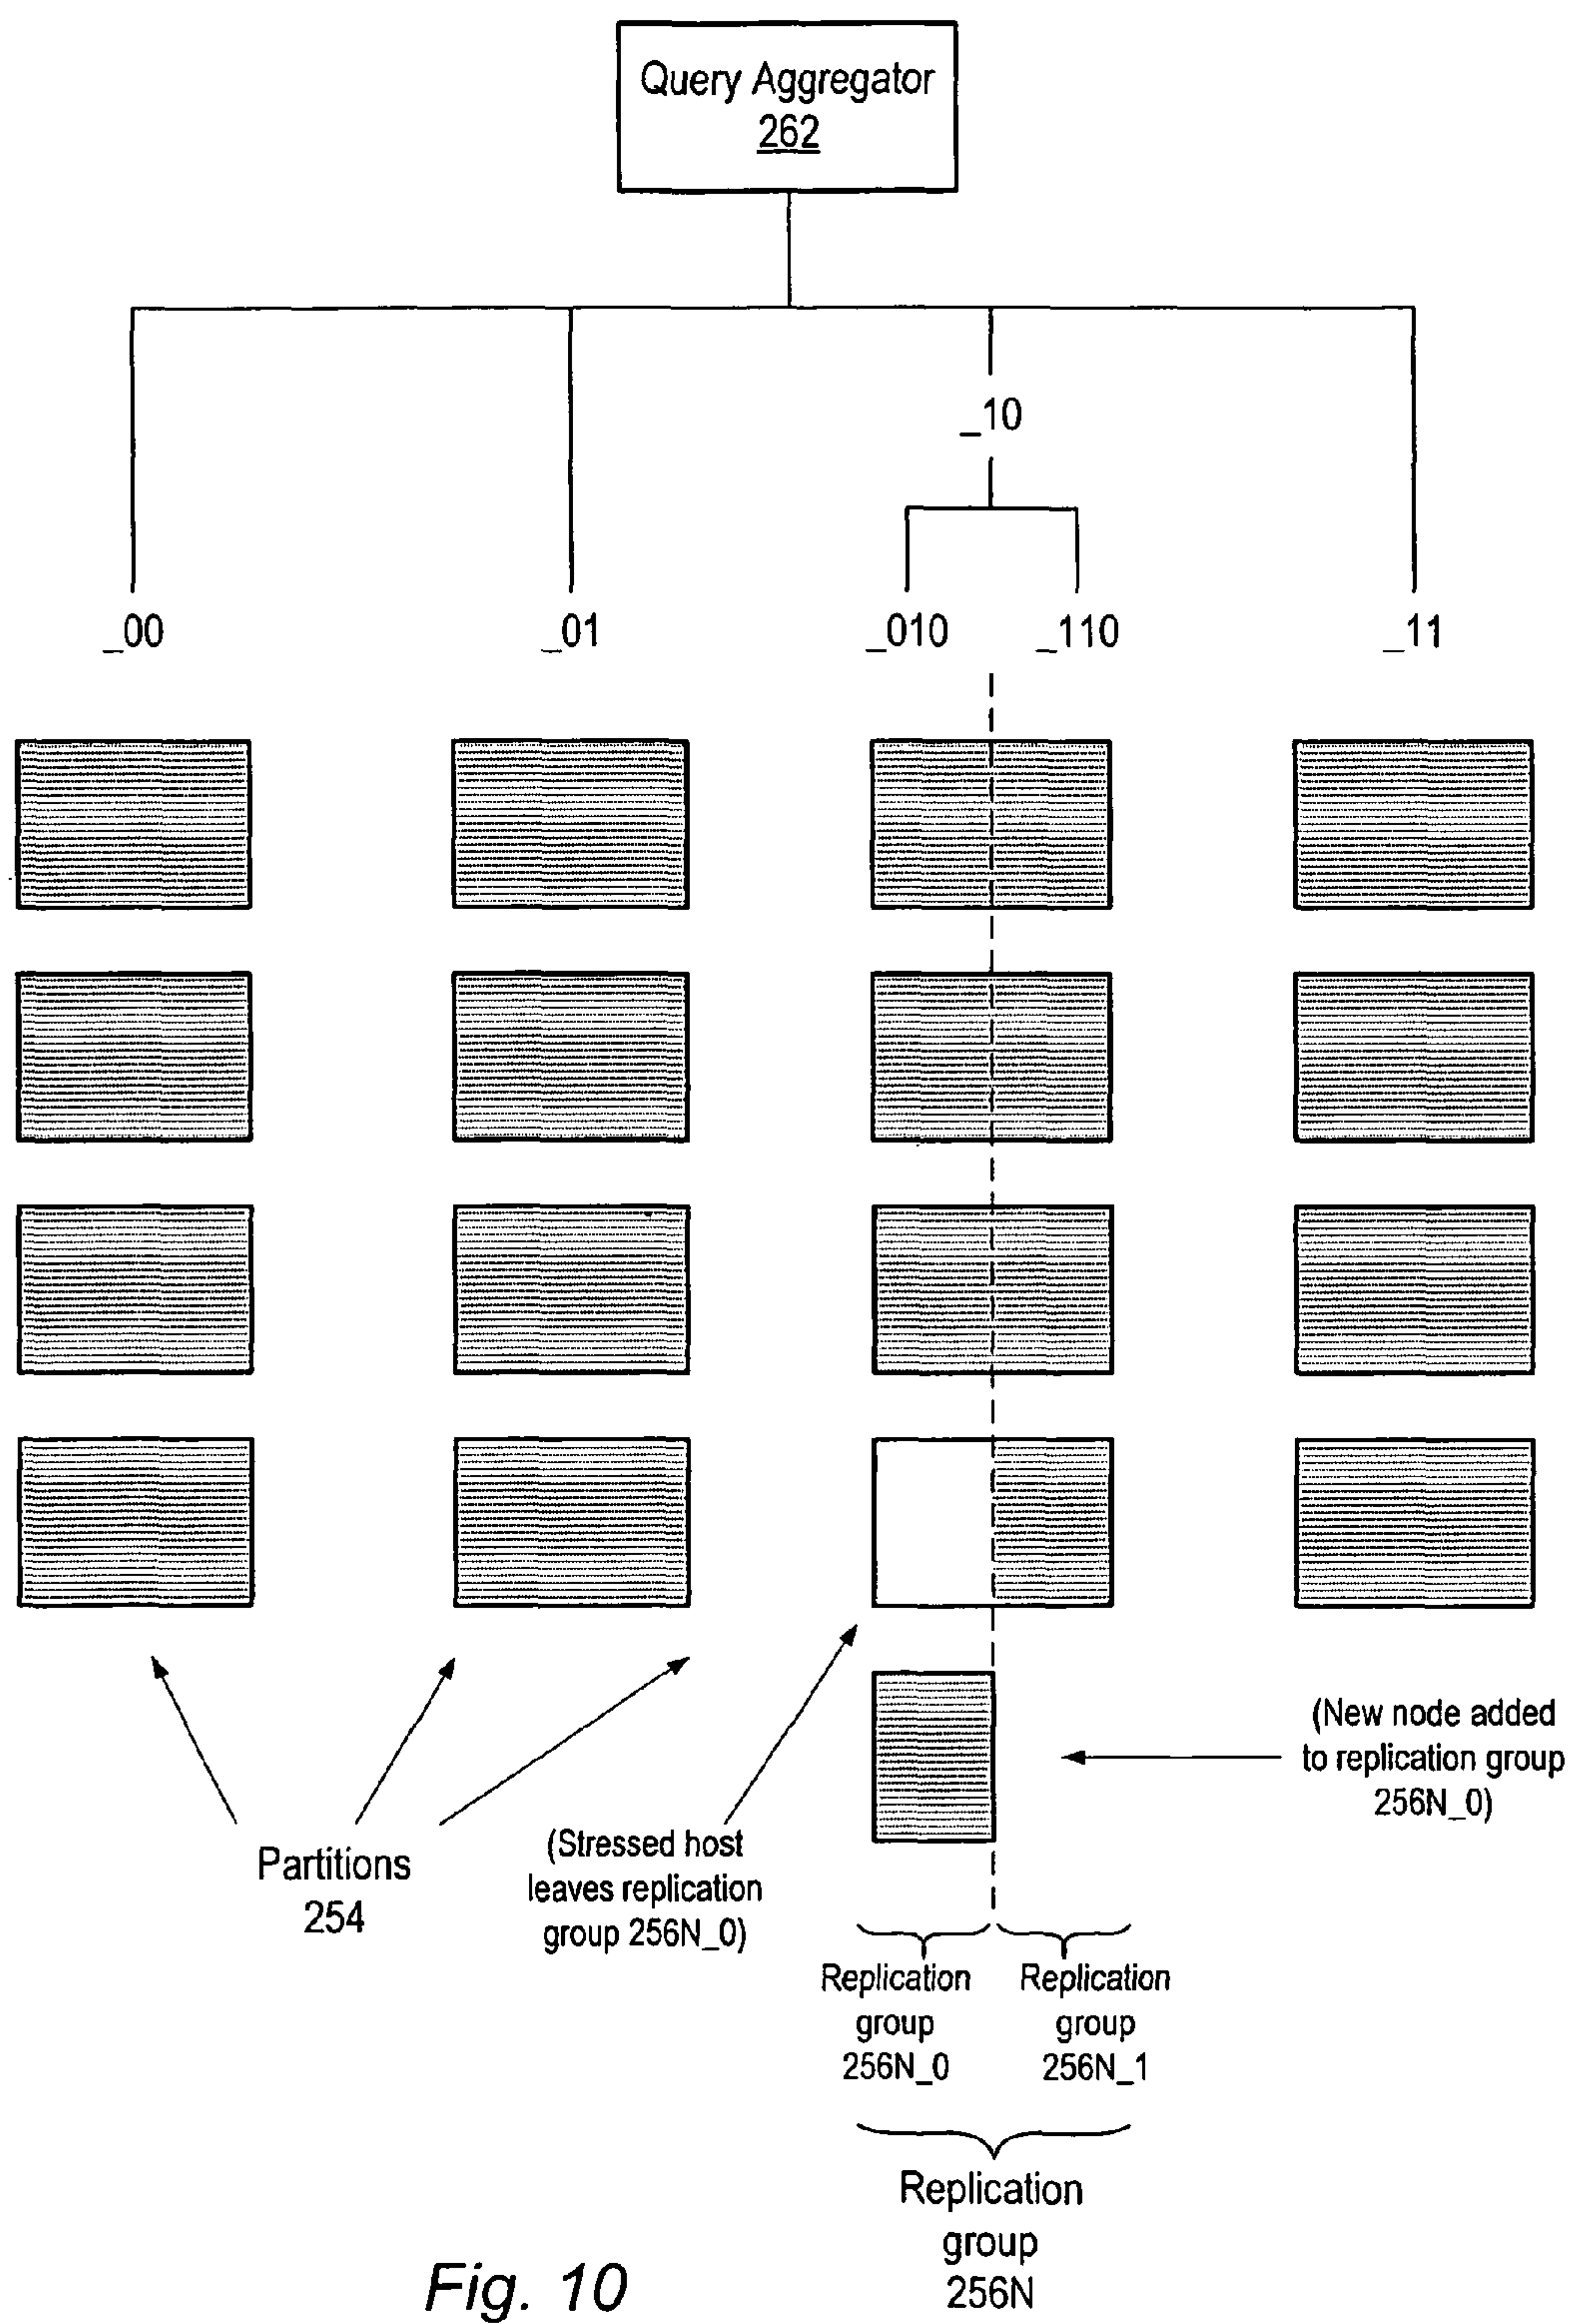 Query Aggregator
262
_10
_00
_01
_010
_110
_11
(New node added
to replication group
256N_0)
Partitions
254
(Stressed host
leaves replication
group 256N_0)
Replication
group
256N_0
Replication
group
256N_1
Replication
group
256N
Fig. 10